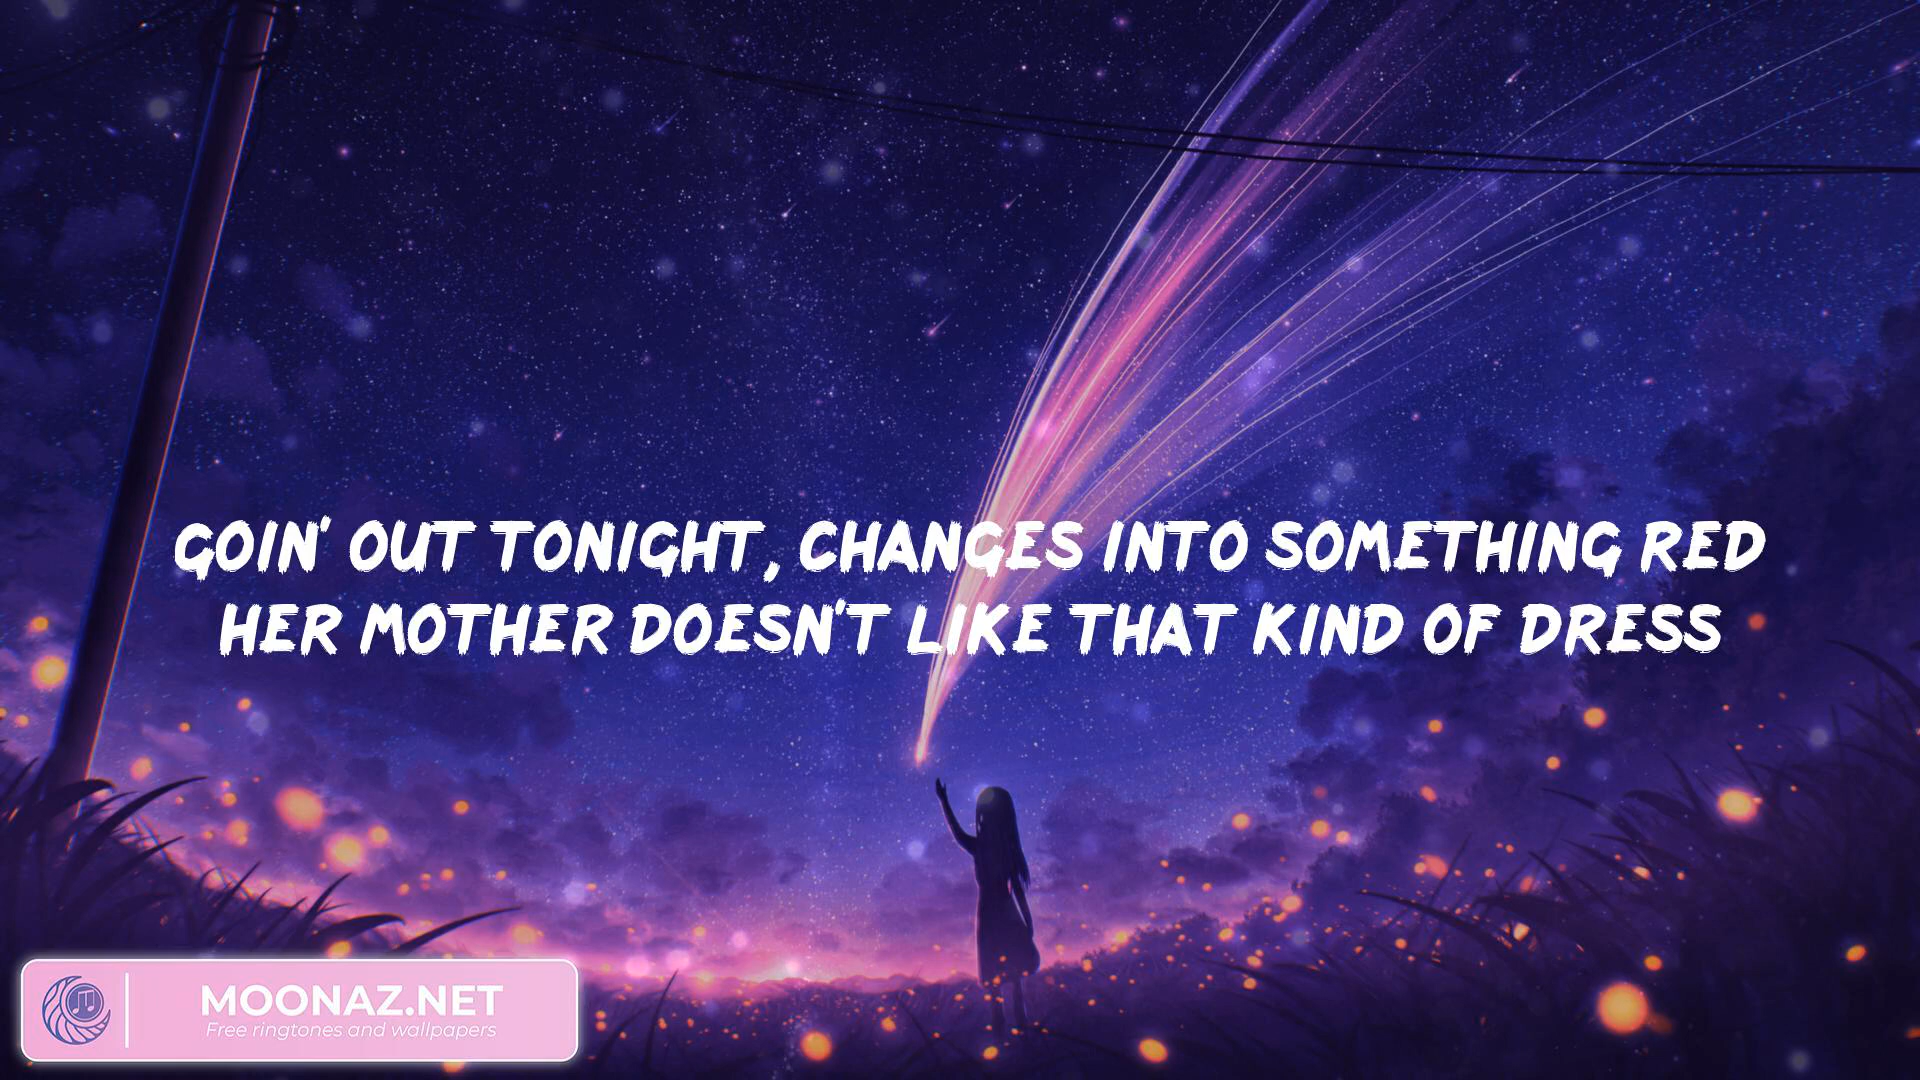 GOIN' OUT TONIGHT, CHANGES INTO SOMETHING RED
HER MOTHER DOESN'T LIKE THAT KIND OF DRESS
MOONAZ.NET
Free ringtones and wallpapers